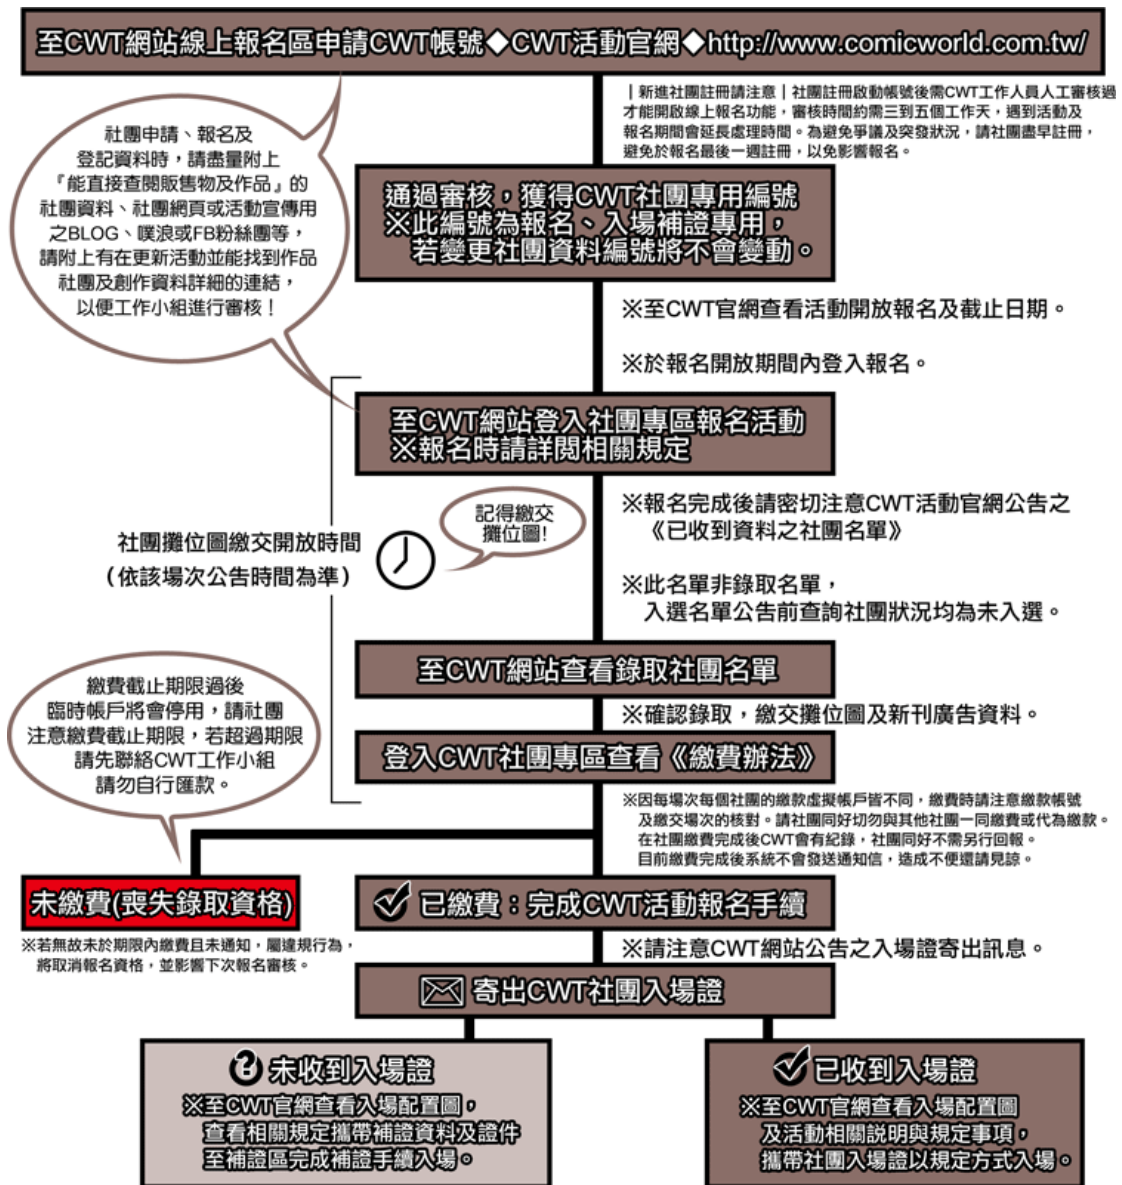 至CWT網站線上報名區申請CWT帳號◆CWT活動官網◆http://www.comicworld.com.tw/
｜新進社團註冊請注意｜社團註冊啟動帳號後需CWT工作人員人工審核過
才能開啟線上報名功能，審核時間約需三到五個工作天，遇到活動及
報名期間會延長處理時間。為避免爭議及突發狀況，請社團盡早註冊，
避免於報名最後一週註冊，以免影響報名。
社團申請、報名及
登記資料時，請盡量附上
『能直接查閱販售物及作品』的
社團資料、社團網頁或活動宣傳用
之BLOG、噗浪或FB粉絲團等，
請附上有在更新活動並能找到作品
社團及創作資料詳細的連結，
以便工作小組進行審核！
通過審核，獲得CWT社團專用編號
※此編號為報名、入場補證專用，
若變更社團資料編號將不會變動。
※至CWT官網查看活動開放報名及截止日期。
※於報名開放期間內登入報名。
至CWT網站登入社團專區報名活動
※報名時請詳閱相關規定
社團攤位圖繳交開放時間
（依該場次公告時間為準）
記得繳交
攤位圖!
※報名完成後請密切注意CWT活動官網公告之
《已收到資料之社團名單》
※此名單非錄取名單，
入選名單公告前查詢社團狀況均為未入選。
至CWT網站查看錄取社團名單
※確認錄取，繳交攤位圖及新刊廣告資料。
登入CWT社團專區查看《繳費辦法》
繳費截止期限過後
臨時帳戶將會停用，請社團
注意繳費截止期限，若超過期限
請先聯絡CWT工作小組
請勿自行匯款。
※因每場次每個社團的繳款虛擬帳戶皆不同，繳費時請注意繳款帳號
及繳交場次的核對。請社團同好切勿與其他社團一同繳費或代為繳款。
在社團繳費完成後CWT會有紀錄，社團同好不需另行回報。
目前繳費完成後系統不會發送通知信，造成不便還請見諒。
未繳費(喪失錄取資格)
※若無故未於期限內繳費且未通知，屬違規行為，
將取消報名資格，並影響下次報名審核。
已繳費：完成CWT活動報名手續
※請注意CWT網站公告之入場證寄出訊息。
寄出CWT社團入場證
未收到入場證
※至CWT官網查看入場配置圖，
查看相關規定攜帶補證資料及證件
至補證區完成補證手續入場。
已收到入場證
※至CWT官網查看入場配置圖
及活動相關說明與規定事項，
攜帶社團入場證以規定方式入場。